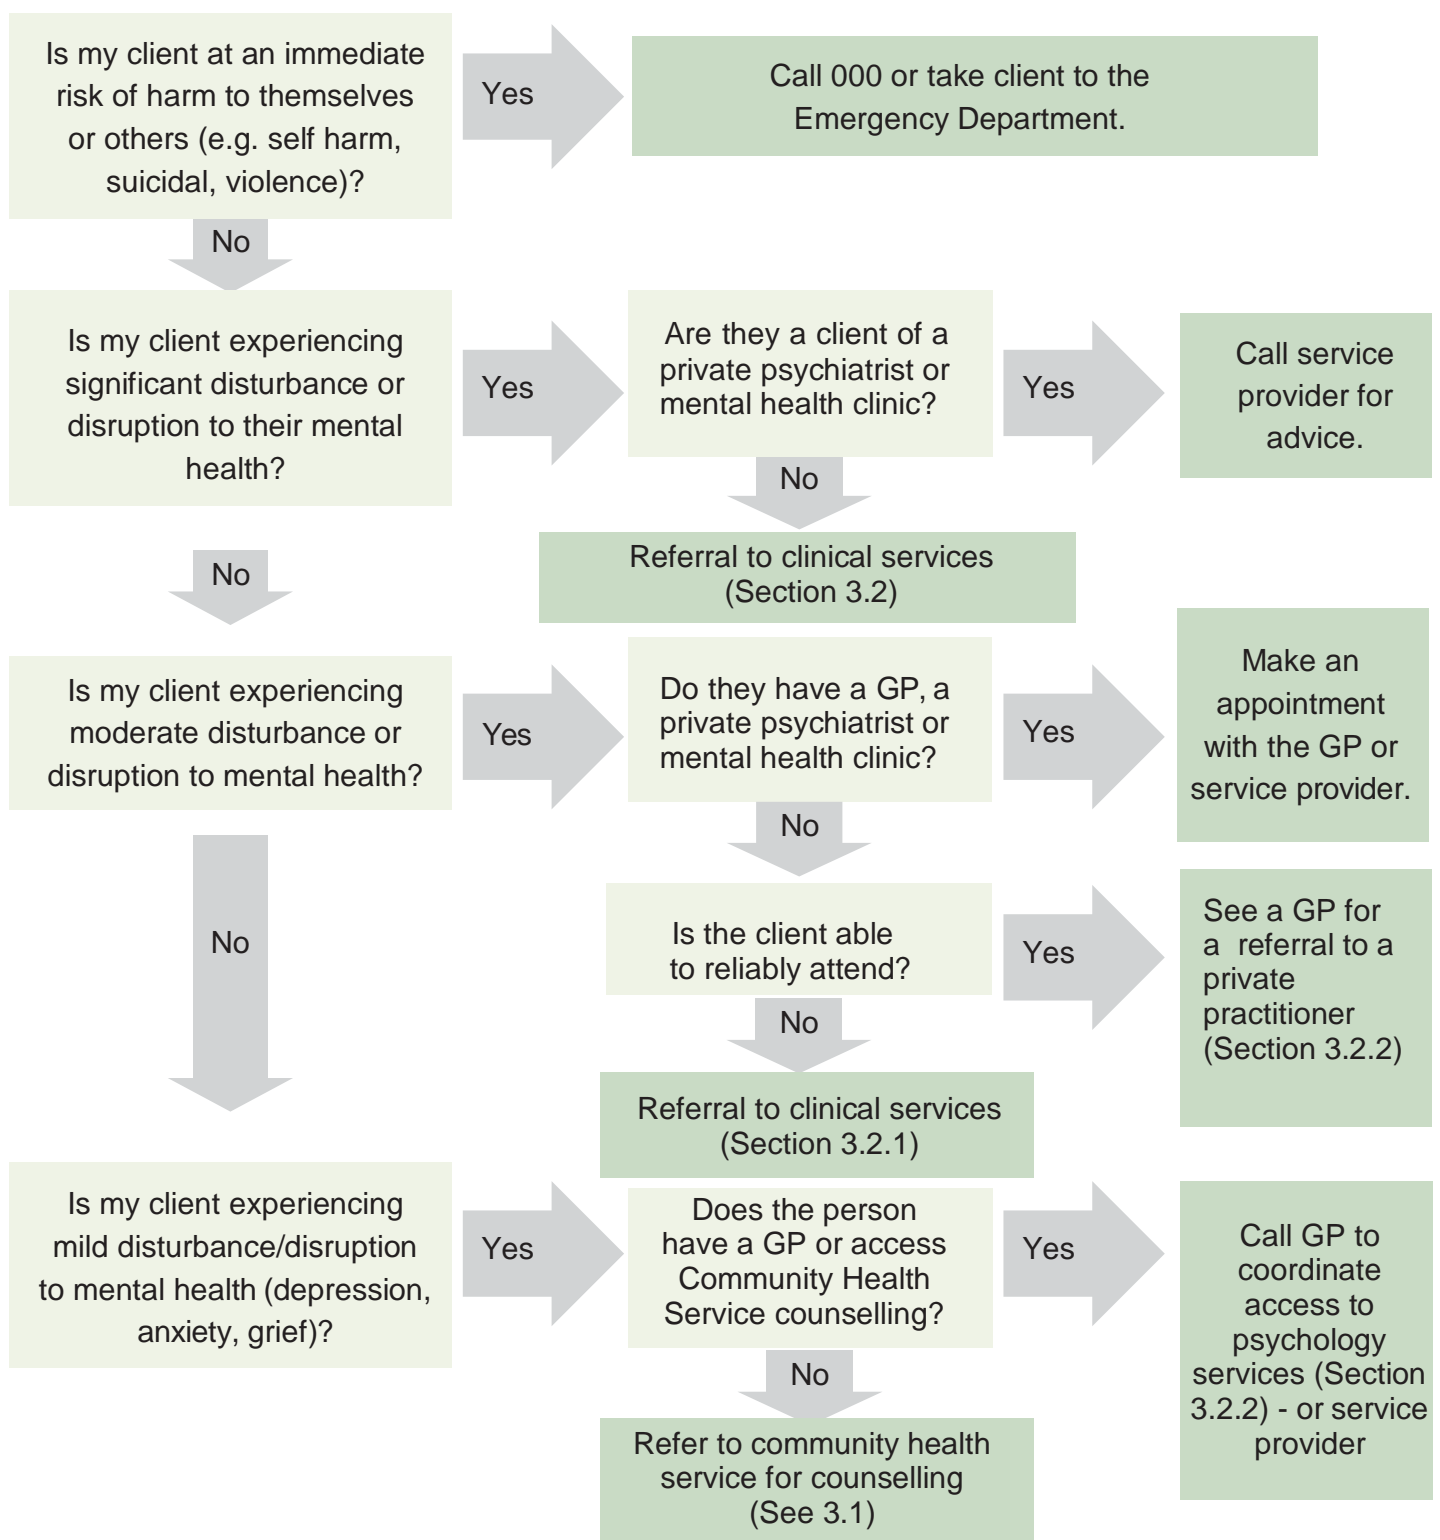 Is my client at an immediate
risk of harm to themselves
or others (e.g. self harm,
suicidal, violence)?
Yes
Call 000 or take client to the
Emergency Department.
No
Is my client experiencing
significant disturbance or
disruption to their mental
health?
Yes
Are they a client of a
private psychiatrist or
mental health clinic?
Yes
Call service
provider for
advice.
No
No
Referral to clinical services
(Section 3.2)
Is my client experiencing
moderate disturbance or
disruption to mental health?
Yes
Do they have a GP, a
private psychiatrist or
mental health clinic?
Yes
Make an
appointment
with the GP or
service provider.
No
No
Is the client able
to reliably attend?
Yes
See a GP for
a referral to a
private
practitioner
(Section 3.2.2)
No
Referral to clinical services
(Section 3.2.1)
Is my client experiencing
mild disturbance/disruption
to mental health (depression,
anxiety, grief)?
Yes
Does the person
have a GP or access
Community Health
Service counselling?
Yes
Call GP to
coordinate
access to
psychology
services (Section
3.2.2) - or service
provider
No
Refer to community health
service for counselling
(See 3.1)